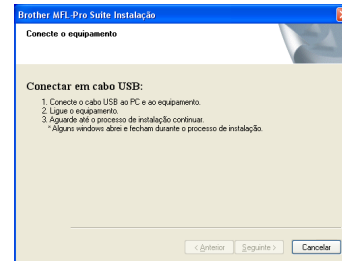 Brother MFL-Pro Suite Instalação
Conecte o equipamento
Conectar em cabo USB:
1. Conecte o cabo USB ao PC e ao equipamento.
2. Ligue o equipamento.
3. Aguarde até o processo de instalação continuar.
* Alguns windows abrei e fecham durante o processo de instalação.
< Anterior
Seguinte >
Cancelar